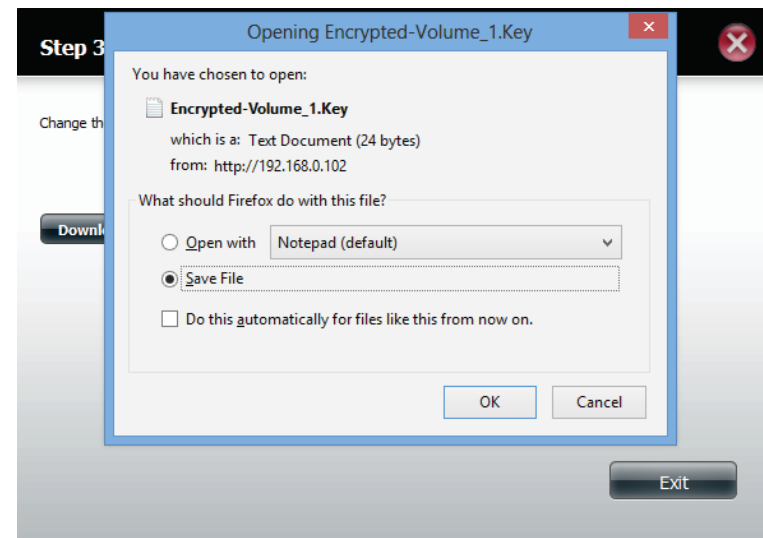 Opening Encrypted-Volume_1.Key
Step 3
You have chosen to open:
Encrypted-Volume_1.Key
Change th
which is a: Text Document (24 bytes)
from: http://192.168.0.102
What should Firefox do with this file?
Downl
Open with Notepad (default)
Save File
Do this automatically for files like this from now on.
OK Cancel
Exit